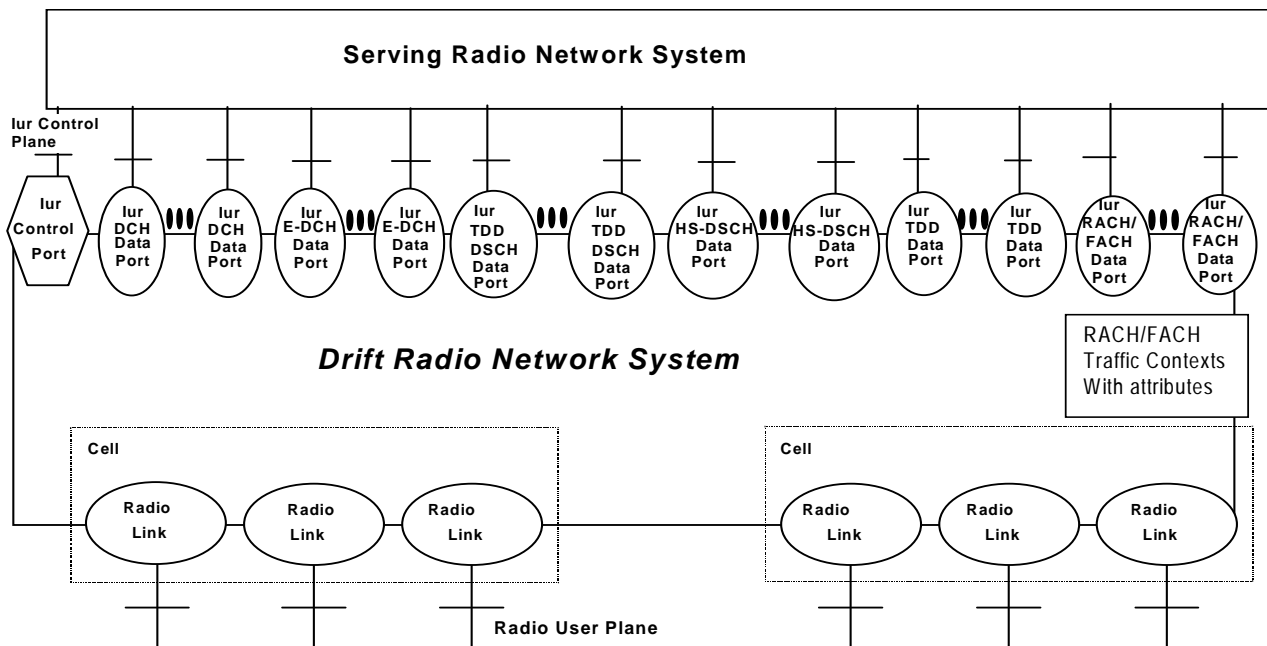 Serving Radio Network System
Iur Control
Plane
Iur
Control
Port
Iur
DCH
Data
Port
Iur
DCH
Data
Port
Iur
E-DCH
Data
Port
Iur
E-DCH
Data
Port
Iur
TDD
DSCH
Data
Port
Iur
TDD
DSCH
Data
Port
Iur
HS-DSCH
Data
Port
Iur
HS-DSCH
Data
Port
Iur
TDD
Data
Port
Iur
TDD
Data
Port
Iur
RACH/
FACH
Data
Port
Iur
RACH/
FACH
Data
Port
RACH/FACH
Traffic Contexts
With attributes
Drift Radio Network System
Cell
Radio
Link
Radio
Link
Radio
Link
Cell
Radio
Link
Radio
Link
Radio
Link
Radio User Plane